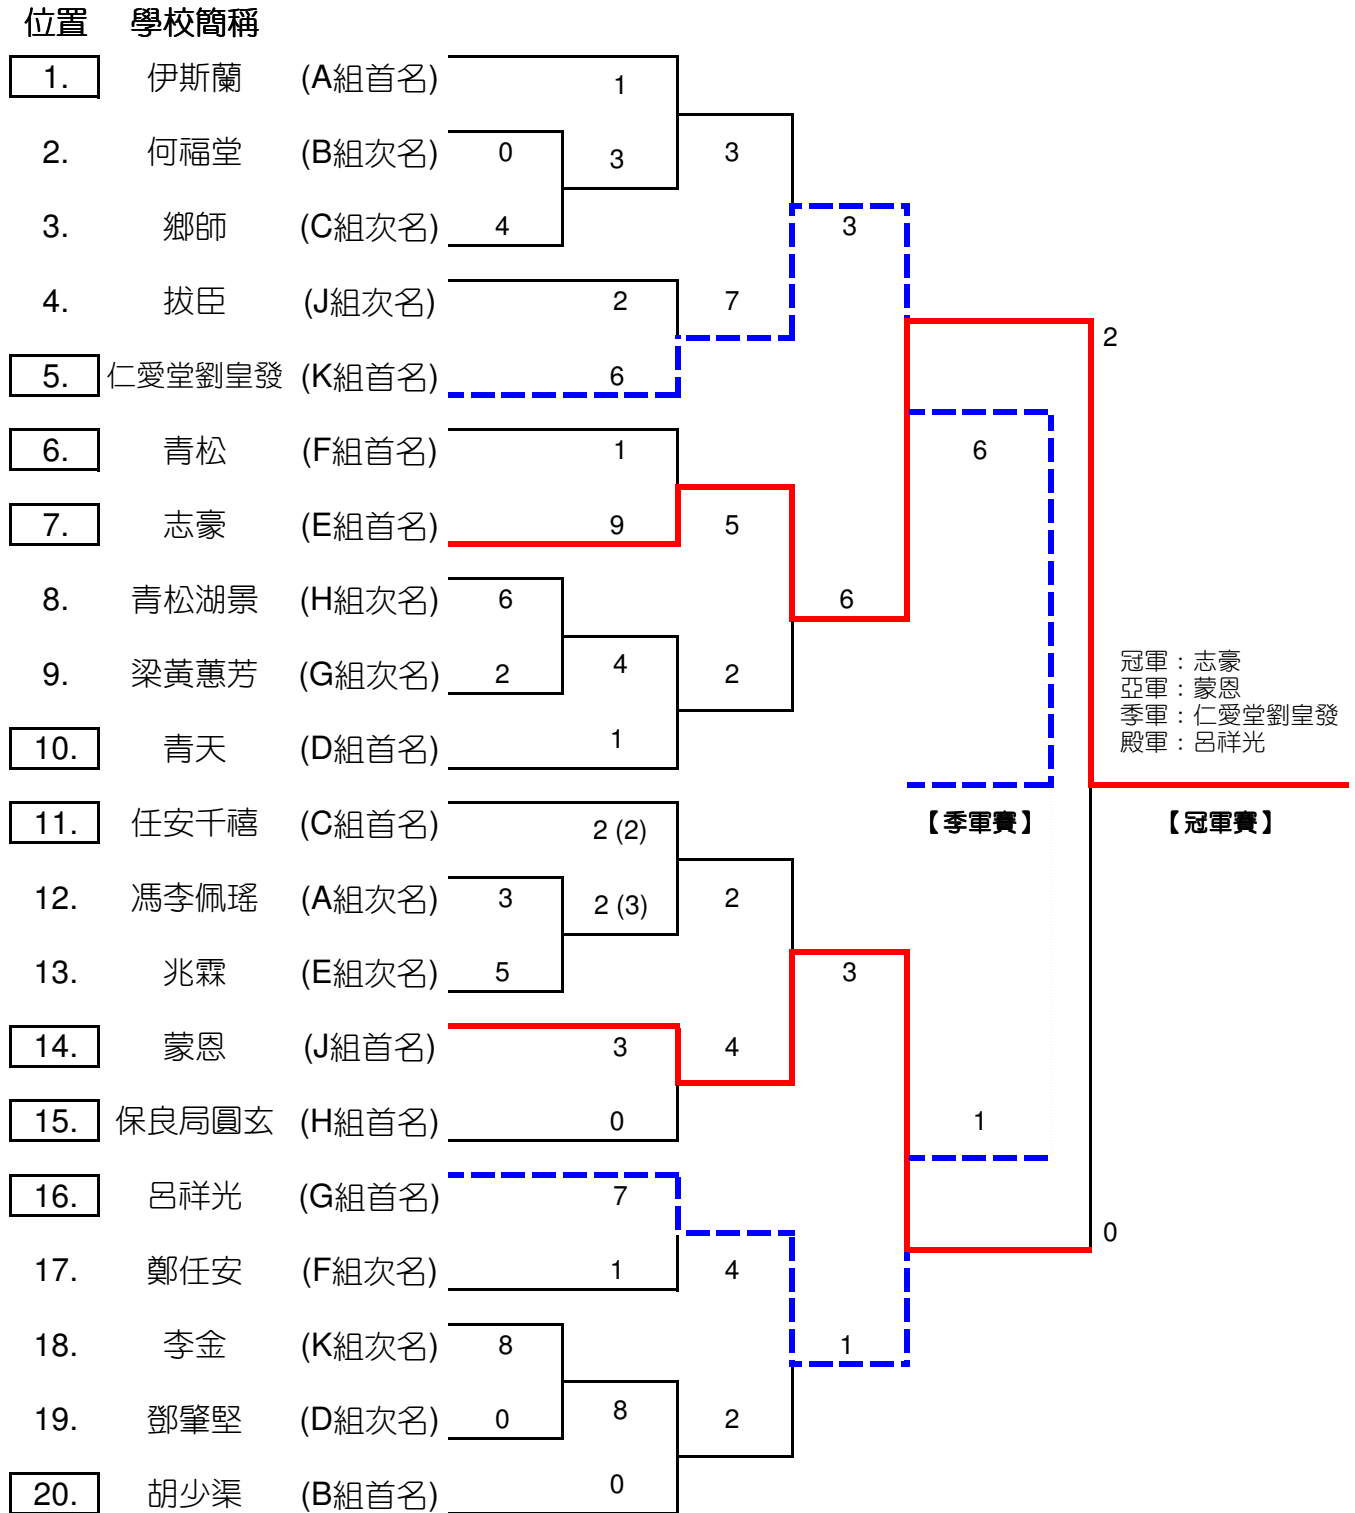 位置 學校簡稱
1. 伊斯蘭 (A組首名) 1
2. 何福堂 (B組次名) 0 3 3
3. 鄉師 (C組次名) 4 3
4. 拔臣 (J組次名) 2 7
2
5. 仁愛堂劉皇發 (K組首名) 6
6. 青松 (F組首名) 1 6
7. 志豪 (E組首名) 9 5
8. 青松湖景 (H組次名) 6 6
9. 梁黃蕙芳 (G組次名) 2 4 2
冠軍：志豪
亞軍：蒙恩
季軍：仁愛堂劉皇發
殿軍：呂祥光
10. 青天 (D組首名) 1
11. 任安千禧 (C組首名) 2 (2) 【季軍賽】 【冠軍賽】
12. 馮李佩瑤 (A組次名) 3 2 (3) 2
13. 兆霖 (E組次名) 5 3
14. 蒙恩 (J組首名) 3 4
15. 保良局圓玄 (H組首名) 0 1
16. 呂祥光 (G組首名) 7
0
17. 鄭任安 (F組次名) 1 4
18. 李金 (K組次名) 8 1
19. 鄧肇堅 (D組次名) 0 8 2
20. 胡少渠 (B組首名) 0